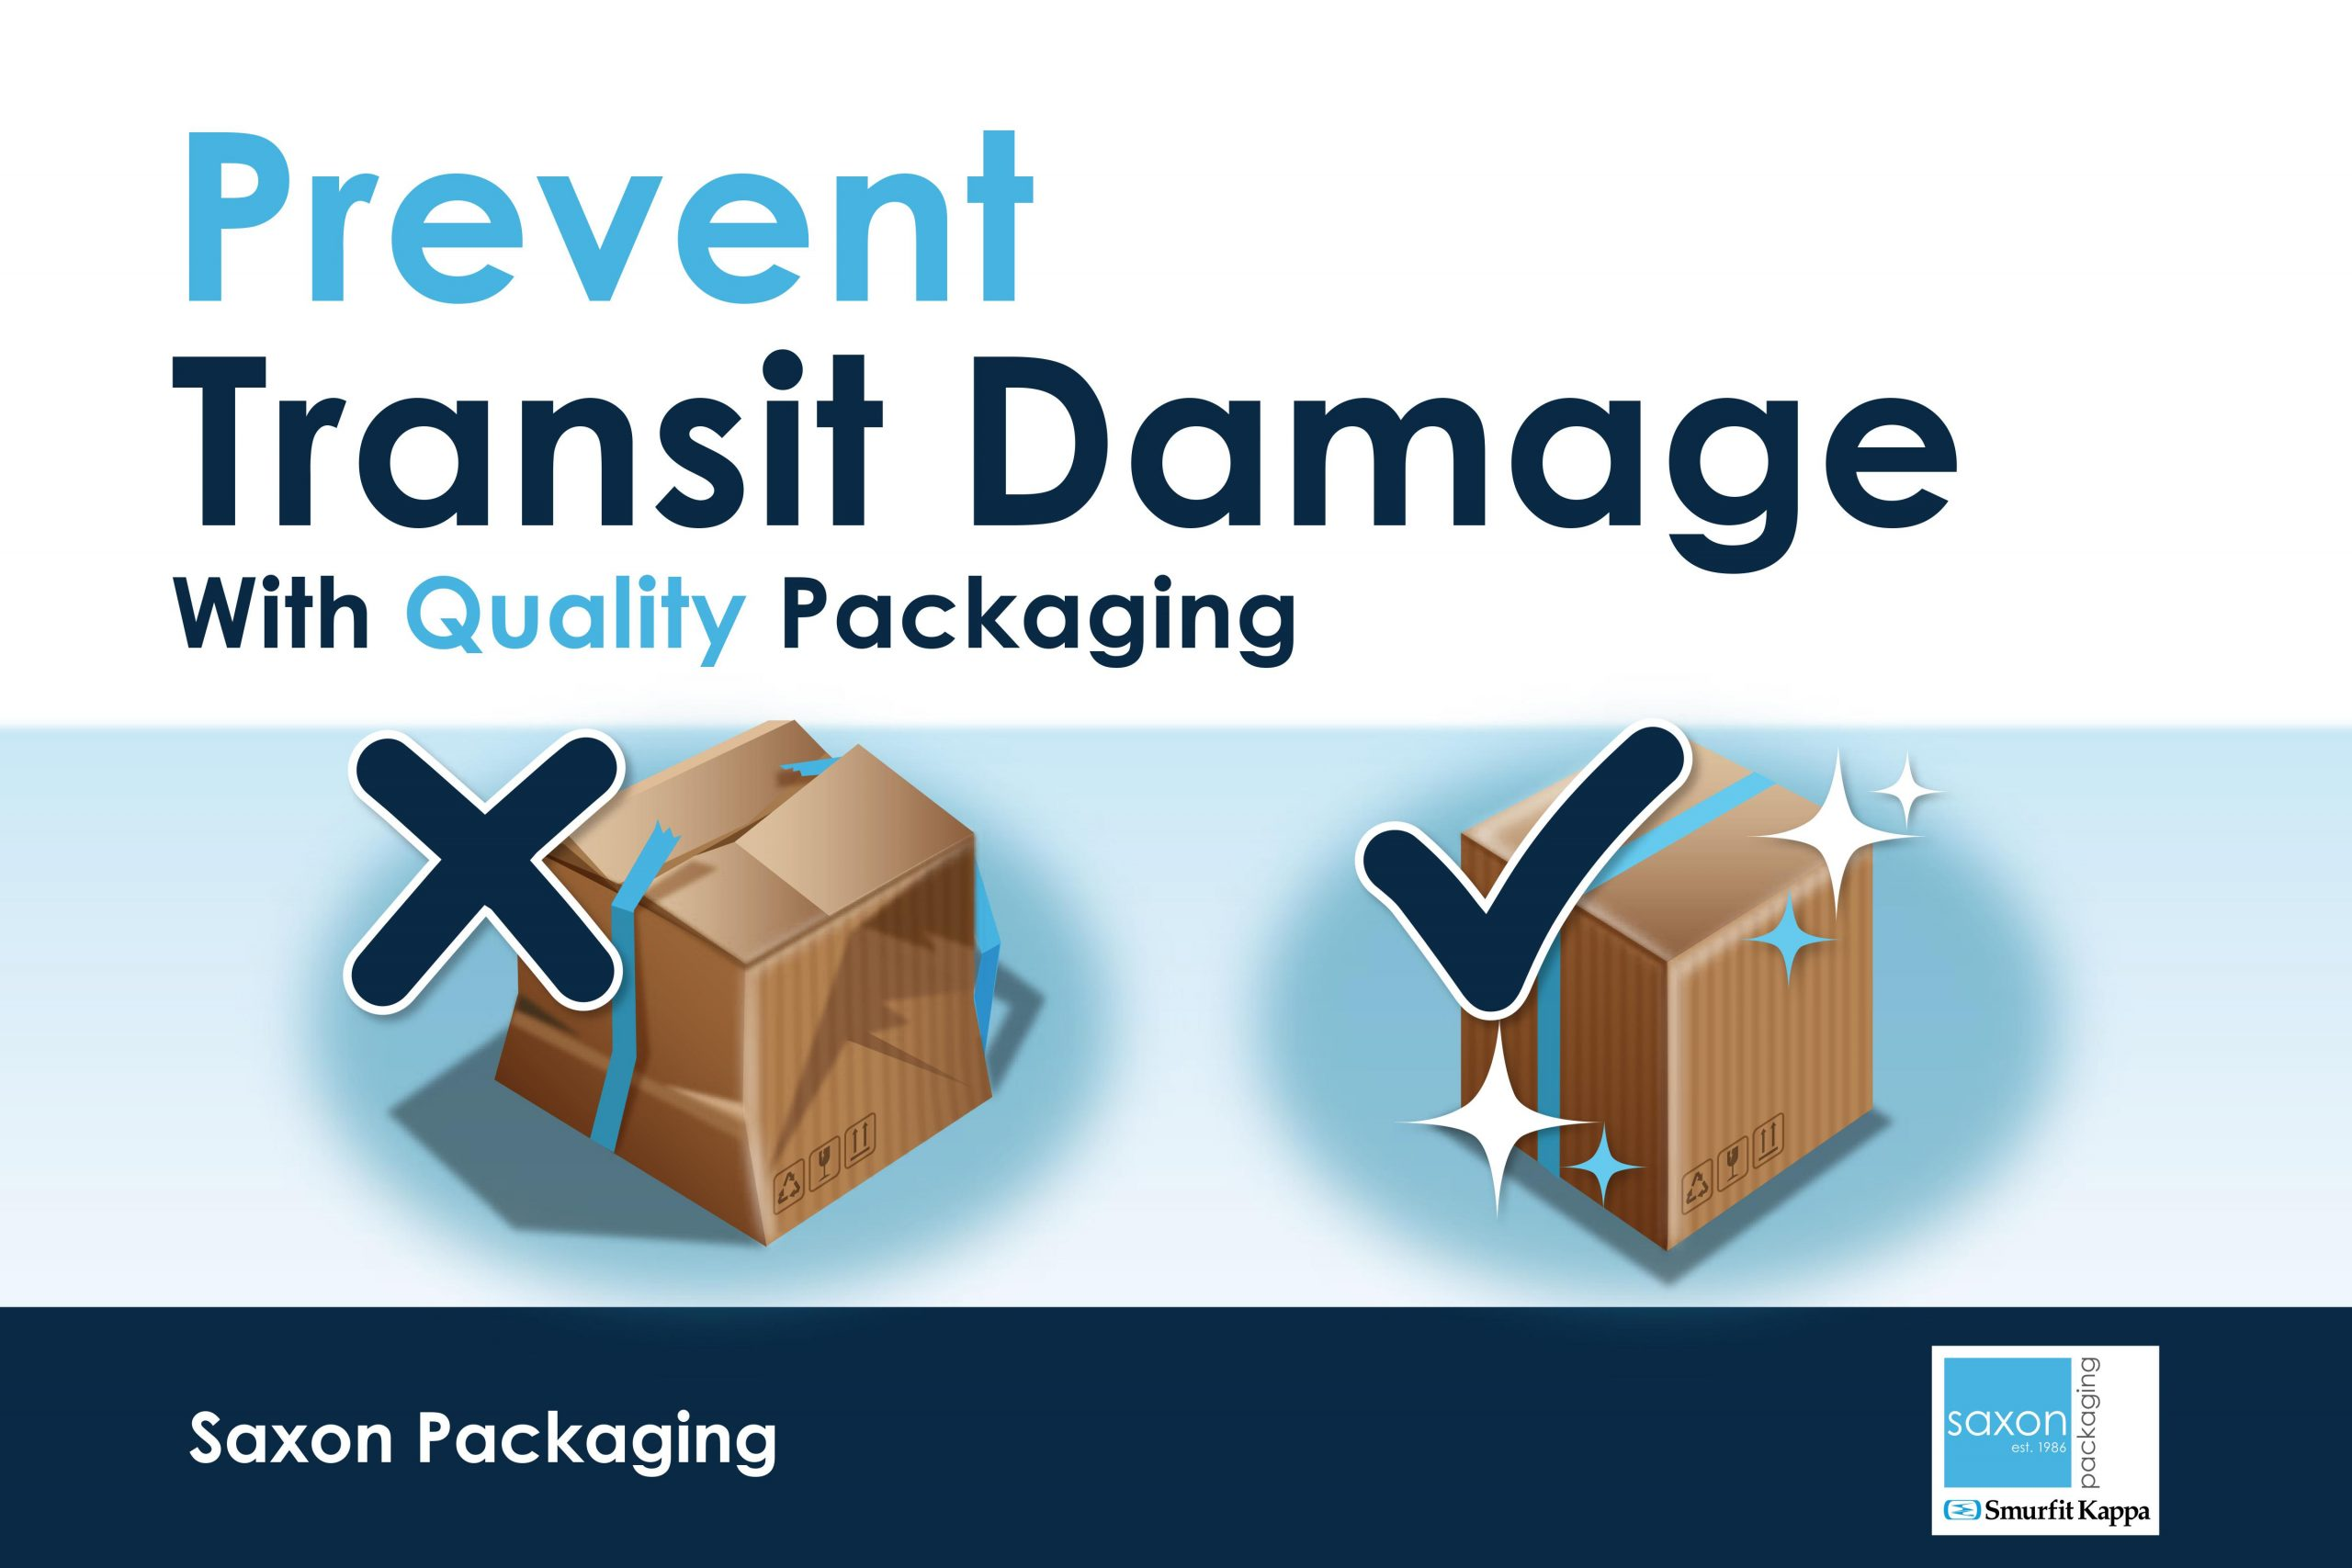 Prevent
Transit Damage
With Quality Packaging
Saxon Packaging
saxon
est. 1986
packaging
Smurfit Kappa